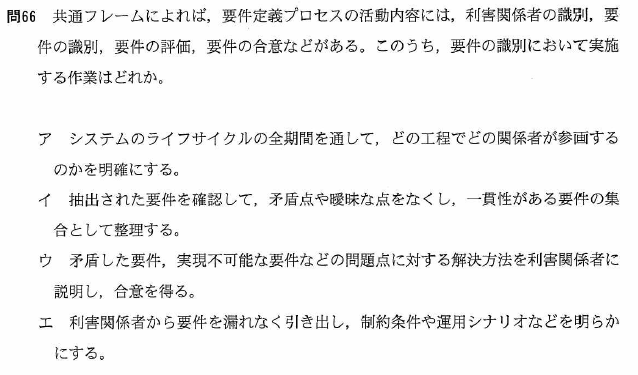 問66 共通フレームによれば，要件定義プロセスの活動内容には，利害関係者の識別，要
件の識別，要件の評価，要件の合意などがある。このうち，要件の識別において実施
する作業はどれか。
ア システムのライフサイクルの全期間を通して，どの工程でどの関係者が参画する
のかを明確にする。
イ 抽出された要件を確認して，矛盾点や曖昧な点をなくし，一貫性がある要件の集
合として整理する。
ウ 矛盾した要件，実現不可能な要件などの問題点に対する解決方法を利害関係者に
説明し，合意を得る。
エ 利害関係者から要件を漏れなく引き出し，制約条件や運用シナリオなどを明らか
にする。